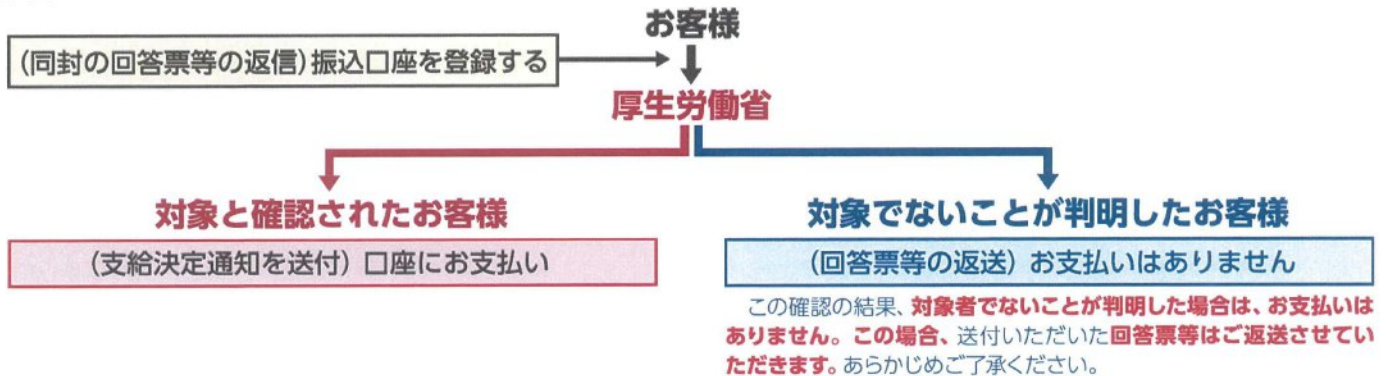 お客様
(同封の回答票等の返信)振込口座を登録する
厚生労働省
対象と確認されたお客様
(支給決定通知を送付) 口座にお支払い
対象でないことが判明したお客様
(回答票等の返送) お支払いはありません
この確認の結果、対象者でないことが判明した場合は、お支払いは
ありません。この場合、送付いただいた回答票等はご返送させてい
ただきます。あらかじめご了承ください。